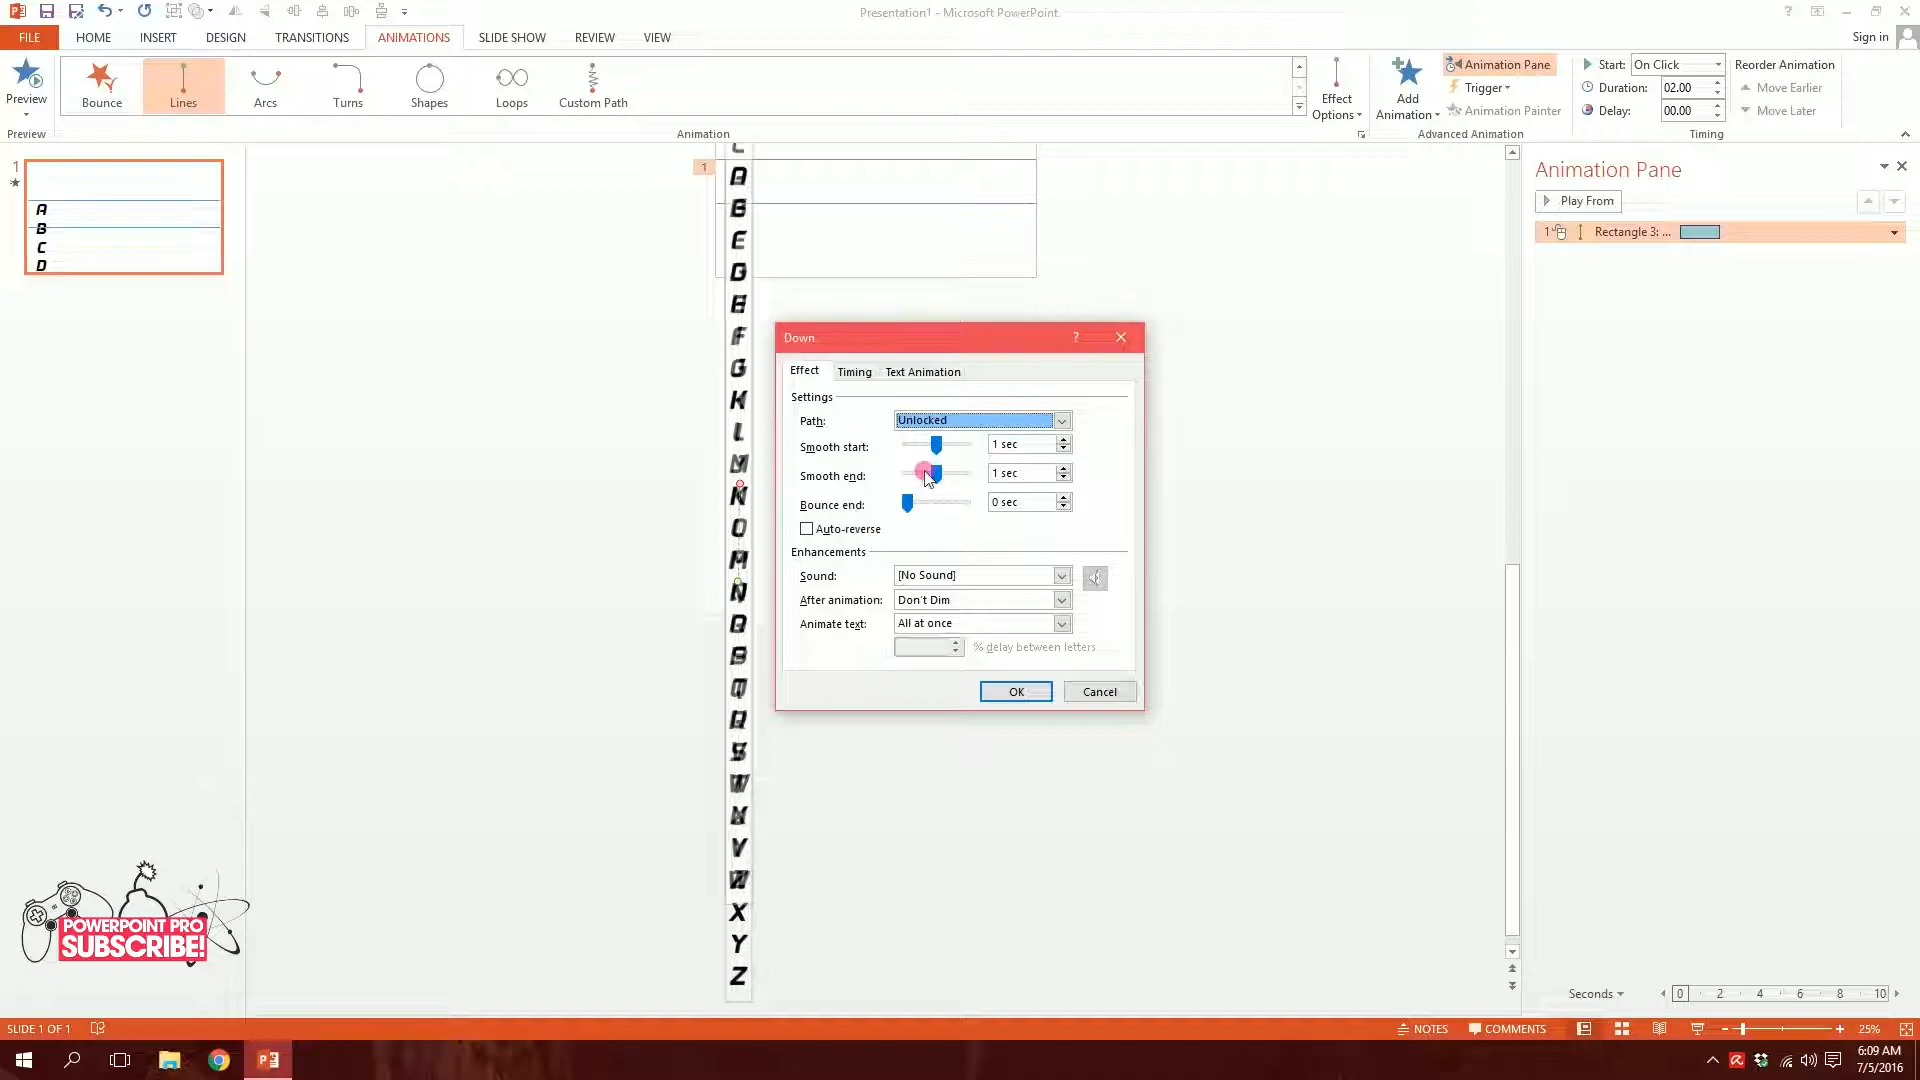 Presentation1 - Microsoft PowerPoint
FILE HOME INSERT DESIGN TRANSITIONS ANIMATIONS SLIDE SHOW REVIEW VIEW Sign in
Preview Bounce Lines Arcs Turns Shapes Loops Custom Path
Effect Options Add Animation
Animation Pane
Trigger
Animation Painter
Start: On Click
Duration: 02.00
Delay: 00.00
Reorder Animation
Move Earlier
Move Later
Preview Animation Advanced Animation Timing
1
A
B
C
D
1
Down
Effect Timing Text Animation
Settings
Path: Unlocked
Smooth start: 1 sec
Smooth end: 1 sec
Bounce end: 0 sec
Auto-reverse
Enhancements
Sound: [No Sound]
After animation: Don't Dim
Animate text: All at once
% delay between letters
OK Cancel
X
Y
Z
Animation Pane
Play From
1 Rectangle 3: ...
Seconds 0 2 4 6 8 10
POWERPOINT PRO
SUBSCRIBE!
SLIDE 1 OF 1 NOTES COMMENTS 25%
6:09 AM
7/5/2016